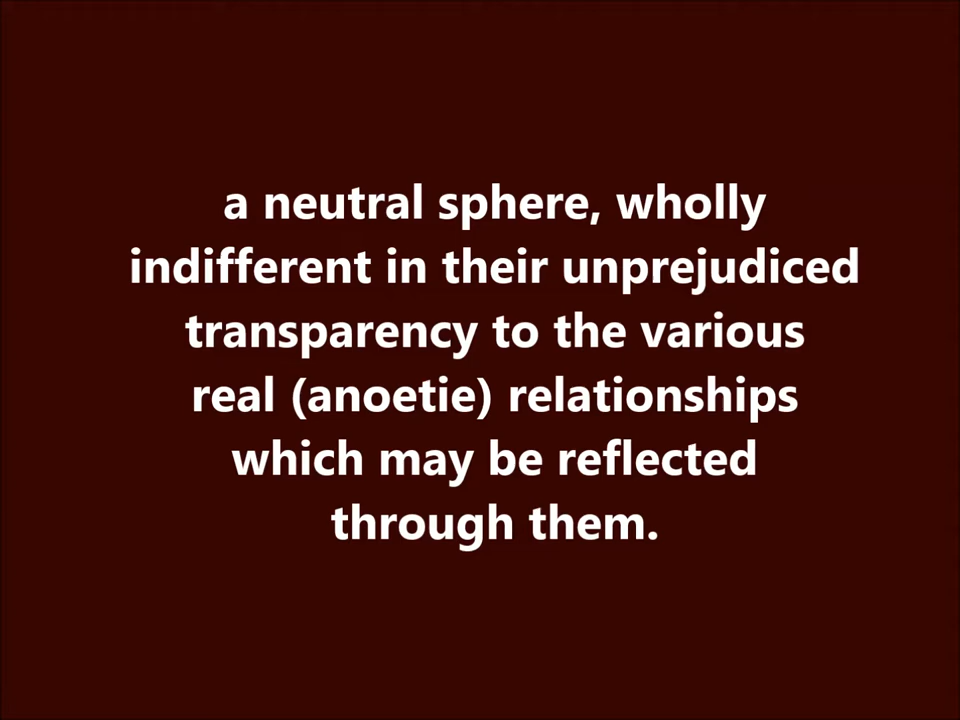 a neutral sphere, wholly
indifferent in their unprejudiced
transparency to the various
real (anoetie) relationships
which may be reflected
through them.